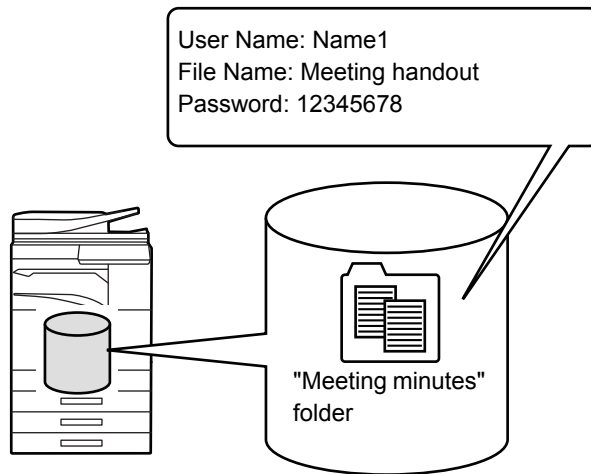 User Name: Name1
File Name: Meeting handout
Password: 12345678
"Meeting minutes"
folder